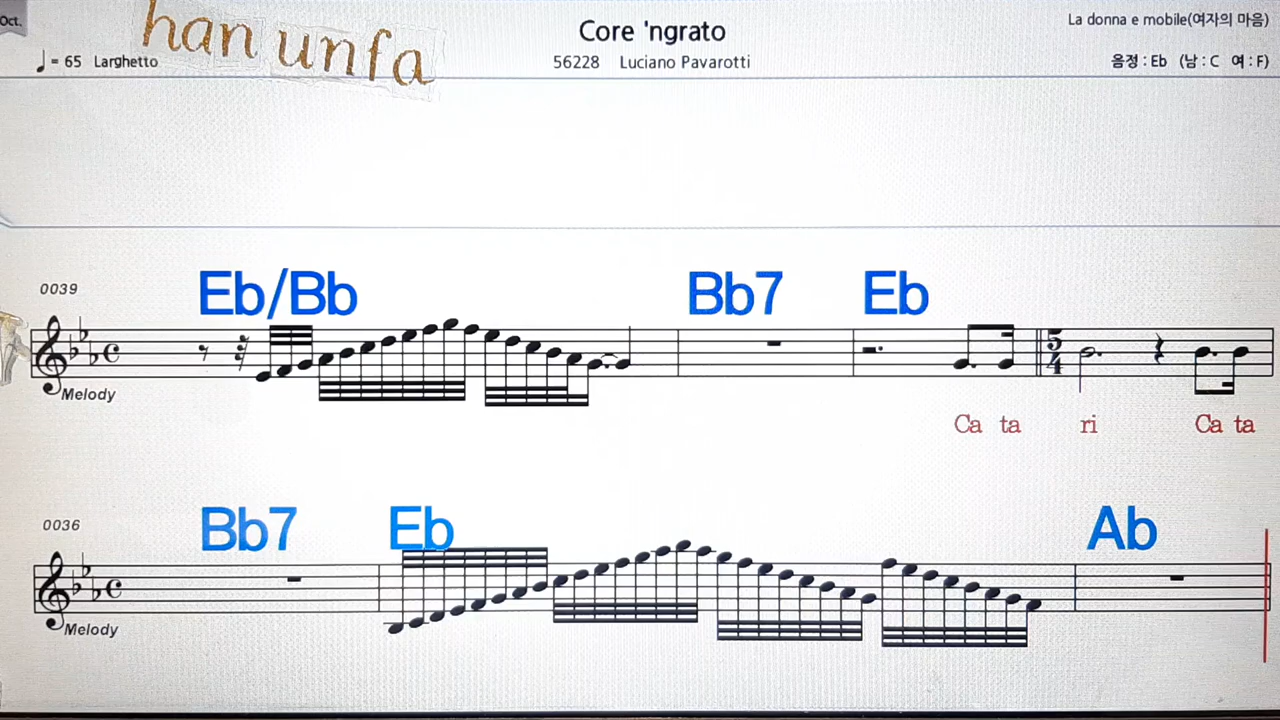 Oct.
han unfa
Core 'ngrato
La donna e mobile(여자의 마음)
♩= 65 Larghetto
56228 Luciano Pavarotti
음정 : Eb (남 : C 여 : F)
0039
Eb/Bb Bb7 Eb
5
4
Melody
Ca ta ri Ca ta
0036
Bb7 Eb Ab
Melody